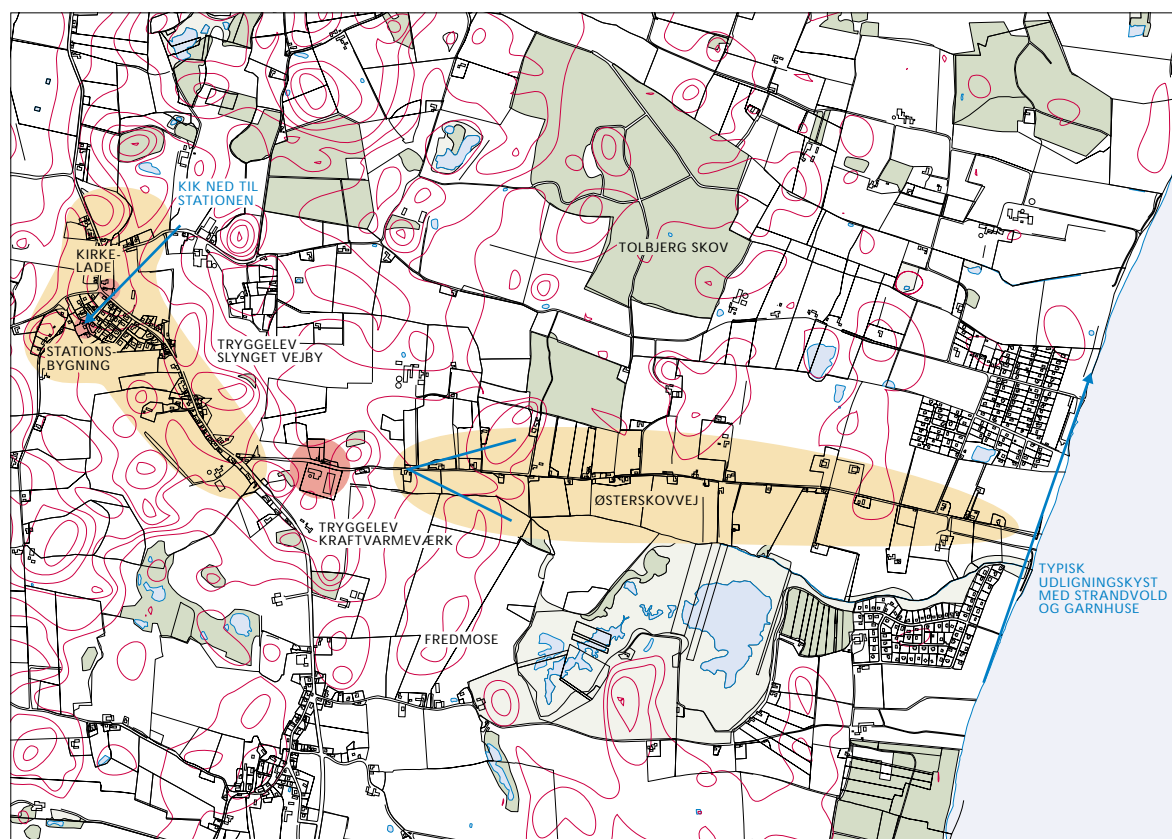 KIK NED TIL
STATIONEN
KIRKE-
LADE
TOLBJERG SKOV
STATIONS-
BYGNING
TRYGGELEV
SLYNGET VEJBY
ØSTERSKOVVEJ
TRYGGELEV
KRAFTVARMEVÆRK
TYPISK
UDLIGNINGSKYST
MED STRANDVOLD
OG GARNHUSE
FREDMOSE